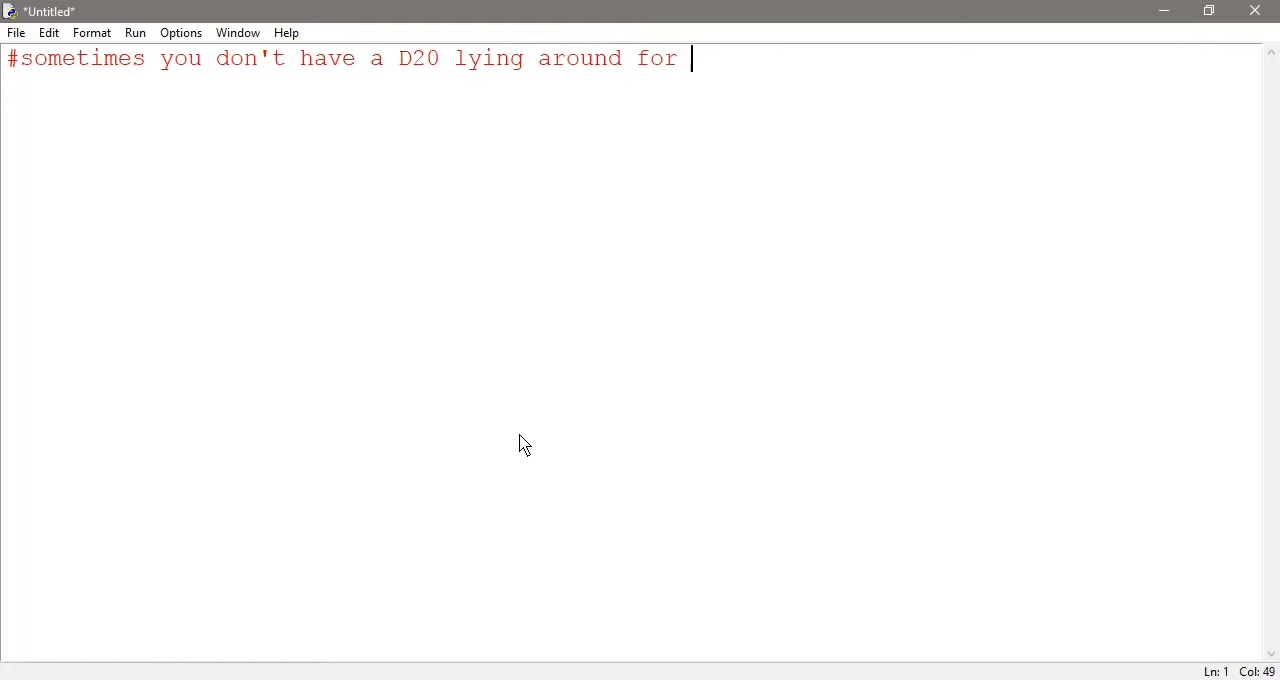 *Untitled*
File Edit Format Run Options Window Help
#sometimes you don't have a D20 lying around for
Ln: 1 Col: 49